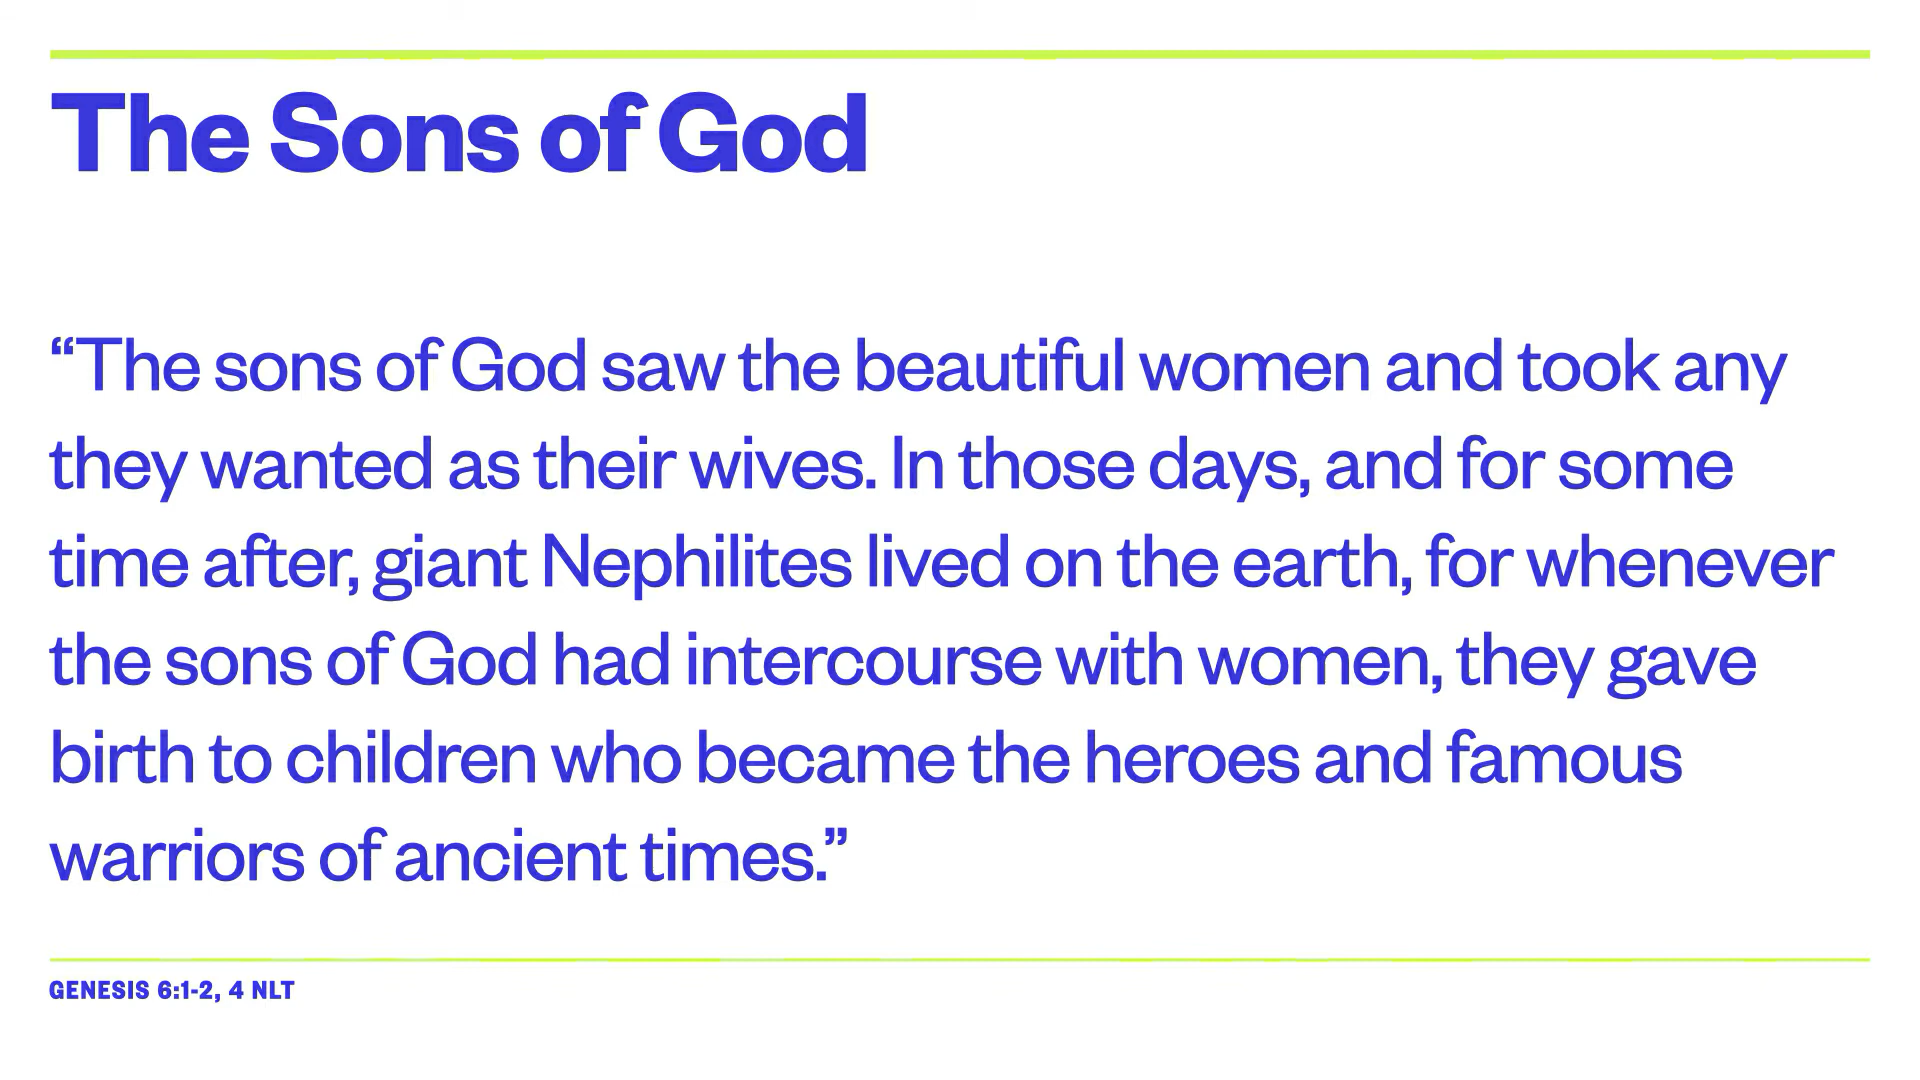 The Sons of God
“The sons of God saw the beautiful women and took any
they wanted as their wives. In those days, and for some
time after, giant Nephilites lived on the earth, for whenever
the sons of God had intercourse with women, they gave
birth to children who became the heroes and famous
warriors of ancient times.”
GENESIS 6:1-2, 4 NLT